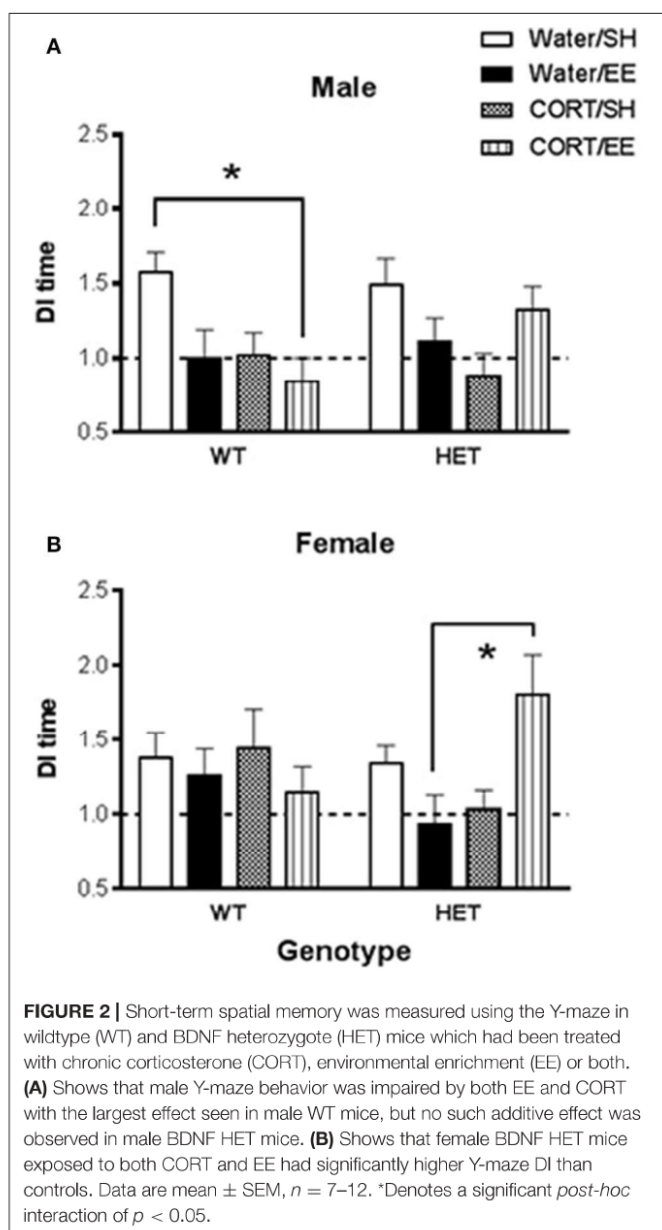 A
Male
Water/SH
Water/EE
CORT/SH
CORT/EE
2.5
2.0
1.5
1.0
0.5
DI time
*
WT
HET
B
Female
2.5
2.0
1.5
1.0
0.5
DI time
*
WT
HET
Genotype
FIGURE 2 | Short-term spatial memory was measured using the Y-maze in
wildtype (WT) and BDNF heterozygote (HET) mice which had been treated
with chronic corticosterone (CORT), environmental enrichment (EE) or both.
(A) Shows that male Y-maze behavior was impaired by both EE and CORT
with the largest effect seen in male WT mice, but no such additive effect was
observed in male BDNF HET mice. (B) Shows that female BDNF HET mice
exposed to both CORT and EE had significantly higher Y-maze DI than
controls. Data are mean ± SEM, n = 7–12. *Denotes a significant post-hoc
interaction of p < 0.05.